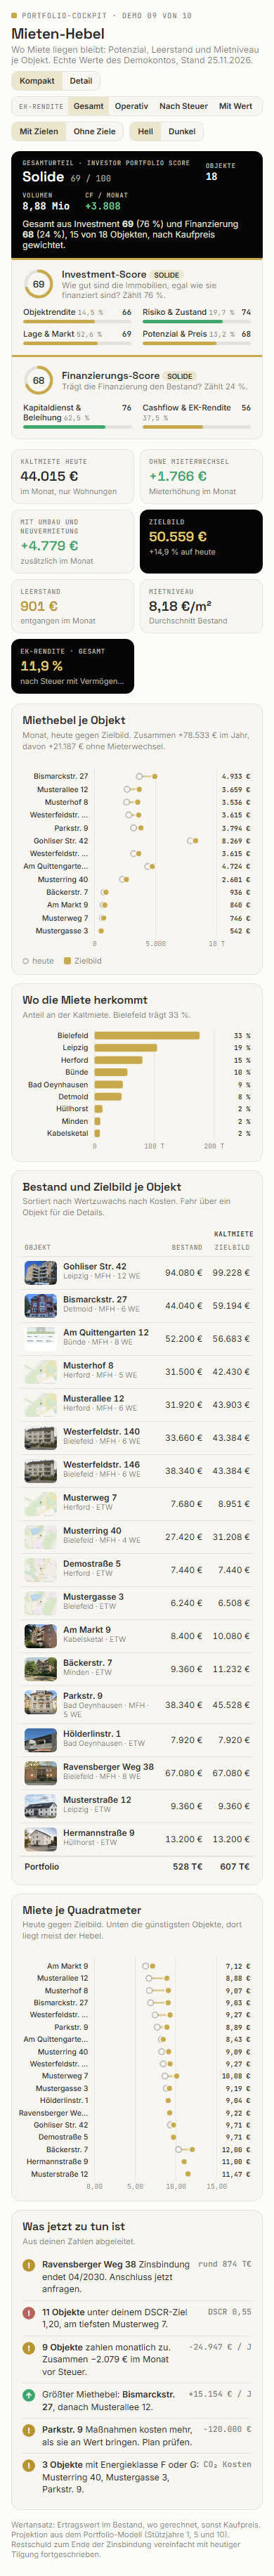 PORTFOLIO-COCKPIT · DEMO 09 VON 10
Mieten-Hebel
Wo Miete liegen bleibt: Potenzial, Leerstand und Mietniveau
je Objekt. Echte Werte des Demokontos, Stand 25.11.2026.
Kompakt Detail
EK-RENDITE Gesamt Operativ Nach Steuer Mit Wert
Mit Zielen Ohne Ziele Hell Dunkel
GESAMTURTEIL · INVESTOR PORTFOLIO SCORE
Solide 69 / 100
OBJEKTE
18
VOLUMEN
8,88 Mio
CF / MONAT
+3.808
Gesamt aus Investment 69 (76 %) und Finanzierung
68 (24 %), 15 von 18 Objekten, nach Kaufpreis
gewichtet.
69
Investment-Score SOLIDE
Wie gut sind die Immobilien, egal wie sie
finanziert sind? Zählt 76 %.
Objektrendite 14,5 % 66
Risiko & Zustand 19,7 % 74
Lage & Markt 52,6 % 69
Potenzial & Preis 13,2 % 68
68
Finanzierungs-Score SOLIDE
Trägt die Finanzierung den Bestand? Zählt 24 %.
Kapitaldienst & Beleihung 62,5 % 76
Cashflow & EK-Rendite 37,5 % 56
KALTMIETE HEUTE
44.015 €
im Monat, nur Wohnungen
OHNE MIETERWECHSEL
+1.766 €
Mieterhöhung im Monat
MIT UMBAU UND
NEUVERMIETUNG
+4.779 €
zusätzlich im Monat
ZIELBILD
50.559 €
+14,9 % auf heute
LEERSTAND
901 €
entgangen im Monat
MIETNIVEAU
8,18 €/m²
Durchschnitt Bestand
EK-RENDITE · GESAMT
11,9 %
nach Steuer mit Vermögen...
Miethebel je Objekt
Monat, heute gegen Zielbild. Zusammen +78.533 € im Jahr,
davon +21.187 € ohne Mieterwechsel.
Bismarckstr. 27 4.933 €
Musterallee 12 3.659 €
Musterhof 8 3.536 €
Westerfeldstr. ... 3.615 €
Parkstr. 9 3.794 €
Gohliser Str. 42 8.269 €
Westerfeldstr. ... 3.615 €
Am Quittengarte... 4.724 €
Musterring 40 2.601 €
Bäckerstr. 7 936 €
Am Markt 9 840 €
Musterweg 7 746 €
Mustergasse 3 542 €
0 5.000 10 T
heute Zielbild
Wo die Miete herkommt
Anteil an der Kaltmiete. Bielefeld trägt 33 %.
Bielefeld 33 %
Leipzig 19 %
Herford 15 %
Bünde 10 %
Bad Oeynhausen 9 %
Detmold 8 %
Hüllhorst 2 %
Minden 2 %
Kabelsketal 2 %
0 100 T 200 T
Bestand und Zielbild je Objekt
Sortiert nach Wertzuwachs nach Kosten. Fahr über ein
Objekt für die Details.
KALTMIETE
OBJEKT BESTAND ZIELBILD
Gohliser Str. 42
Leipzig · MFH · 12 WE
94.080 € 99.228 €
Bismarckstr. 27
Detmold · MFH · 6 WE
44.040 € 59.194 €
Am Quittengarten 12
Bünde · MFH · 8 WE
52.200 € 56.683 €
Musterhof 8
Herford · MFH · 5 WE
31.500 € 42.430 €
Musterallee 12
Herford · MFH · 6 WE
31.920 € 43.903 €
Westerfeldstr. 140
Bielefeld · MFH · 6 WE
33.660 € 43.384 €
Westerfeldstr. 146
Bielefeld · MFH · 6 WE
38.340 € 43.384 €
Musterweg 7
Herford · ETW
7.680 € 8.951 €
Musterring 40
Bielefeld · MFH · 4 WE
27.420 € 31.208 €
Demostraße 5
Herford · ETW
7.440 € 7.440 €
Mustergasse 3
Bielefeld · ETW
6.240 € 6.508 €
Am Markt 9
Kabelsketal · ETW
8.400 € 10.080 €
Bäckerstr. 7
Minden · ETW
9.360 € 11.232 €
Parkstr. 9
Bad Oeynhausen · MFH ·
5 WE
38.340 € 45.528 €
Hölderlinstr. 1
Bad Oeynhausen · ETW
7.920 € 7.920 €
Ravensberger Weg 38
Bielefeld · MFH · 8 WE
67.080 € 67.080 €
Musterstraße 12
Leipzig · ETW
9.360 € 9.360 €
Hermannstraße 9
Hüllhorst · ETW
13.200 € 13.200 €
Portfolio 528 T€ 607 T€
Miete je Quadratmeter
Heute gegen Zielbild. Unten die günstigsten Objekte, dort
liegt meist der Hebel.
Am Markt 9 7,12 €
Musterallee 12 8,88 €
Musterhof 8 9,07 €
Bismarckstr. 27 9,03 €
Westerfeldstr. ... 9,27 €
Parkstr. 9 8,89 €
Am Quittengarte... 8,43 €
Musterring 40 9,09 €
Westerfeldstr. ... 9,27 €
Musterweg 7 10,08 €
Mustergasse 3 9,19 €
Hölderlinstr. 1 9,04 €
Ravensberger We... 9,22 €
Gohliser Str. 42 9,71 €
Demostraße 5 9,71 €
Bäckerstr. 7 12,00 €
Hermannstraße 9 11,00 €
Musterstraße 12 11,47 €
0,00 5,00 10,00 15,00
Was jetzt zu tun ist
Aus deinen Zahlen abgeleitet.
Ravensberger Weg 38 Zinsbindung
endet 04/2030. Anschluss jetzt
anfragen.
rund 874 T€
11 Objekte unter deinem DSCR-Ziel
1,20, am tiefsten Musterweg 7.
DSCR 0,55
9 Objekte zahlen monatlich zu.
Zusammen −2.079 € im Monat
vor Steuer.
-24.947 € / J
Größter Miethebel: Bismarckstr.
27, danach Musterallee 12.
+15.154 € / J
Parkstr. 9 Maßnahmen kosten mehr,
als sie an Wert bringen. Plan prüfen.
-120.000 €
3 Objekte mit Energieklasse F oder G:
Musterring 40, Mustergasse 3,
Parkstr. 9.
CO₂ Kosten
Wertansatz: Ertragswert im Bestand, wo gerechnet, sonst Kaufpreis.
Projektion aus dem Portfolio-Modell (Stützjahre 1, 5 und 10).
Restschuld zum Ende der Zinsbindung vereinfacht mit heutiger
Tilgung fortgeschrieben.